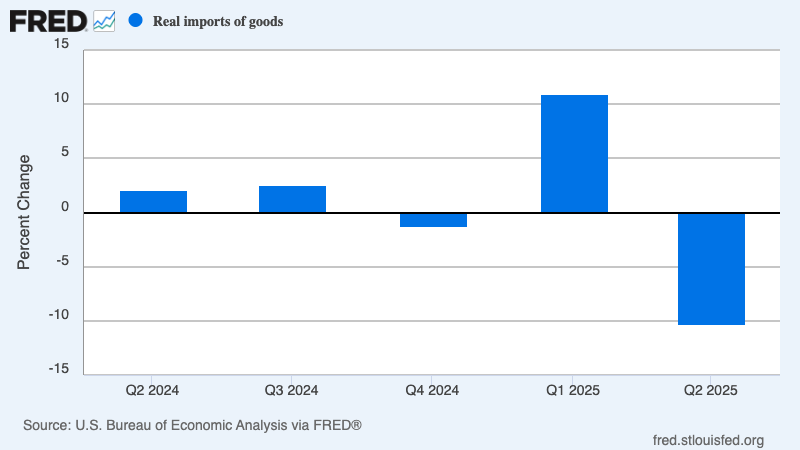 FRED Real imports of goods
15
10
5
0
-5
-10
-15
Percent Change
Q2 2024 Q3 2024 Q4 2024 Q1 2025 Q2 2025
Source: U.S. Bureau of Economic Analysis via FRED®
fred.stlouisfed.org